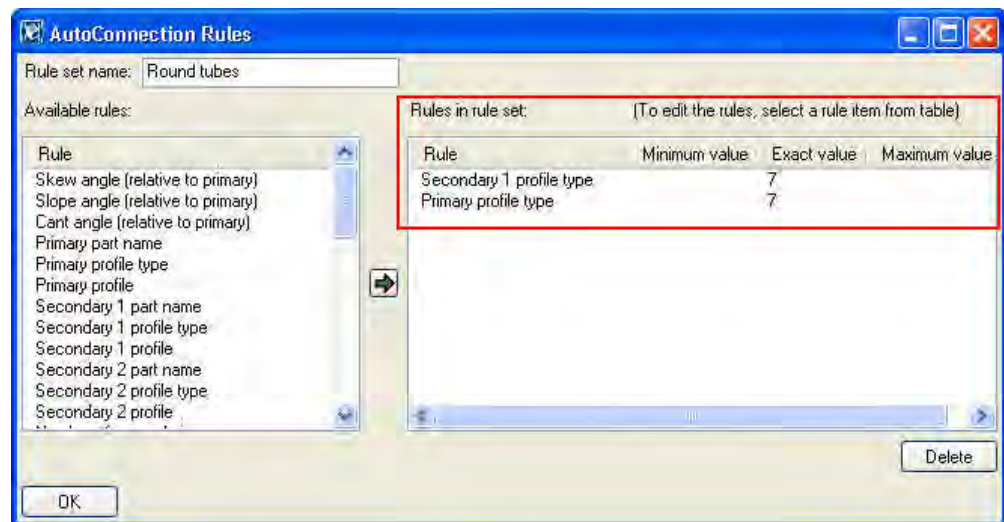 AutoConnection Rules
Rule set name: Round tubes
Available rules:
Rules in rule set: (To edit the rules, select a rule item from table)
Rule
Skew angle (relative to primary)
Slope angle (relative to primary)
Cant angle (relative to primary)
Primary part name
Primary profile type
Primary profile
Secondary 1 part name
Secondary 1 profile type
Secondary 1 profile
Secondary 2 part name
Secondary 2 profile type
Secondary 2 profile
Rule Minimum value Exact value Maximum value
Secondary 1 profile type 7
Primary profile type 7
Delete
OK